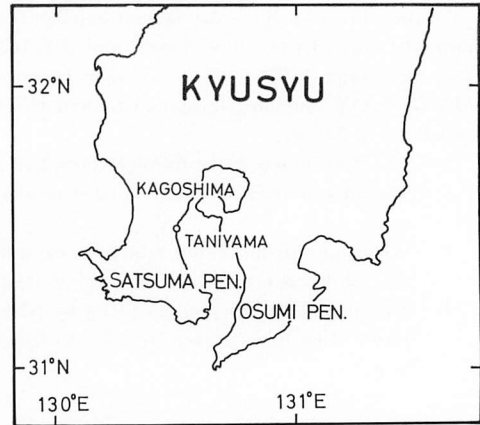 32°N
KYUSYU
KAGOSHIMA
TANIYAMA
SATSUMA PEN.
OSUMI PEN.
31°N
130°E
131°E